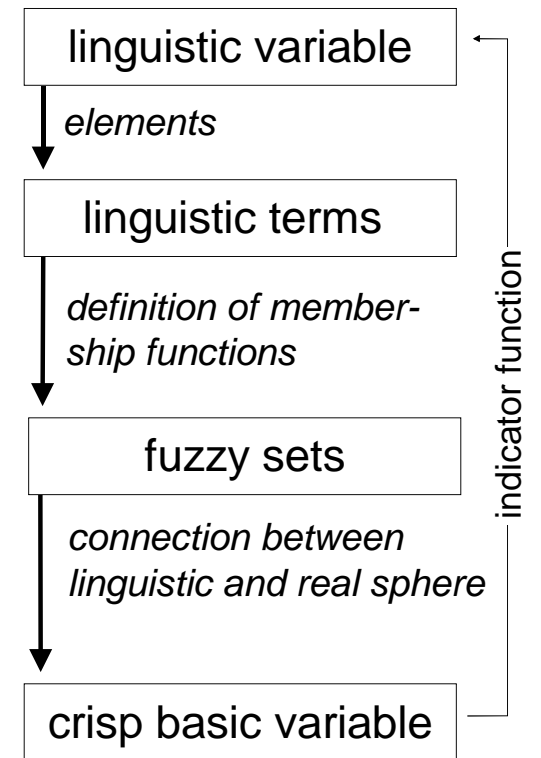 linguistic variable
elements
linguistic terms
definition of member-
ship functions
fuzzy sets
connection between
linguistic and real sphere
crisp basic variable
indicator function